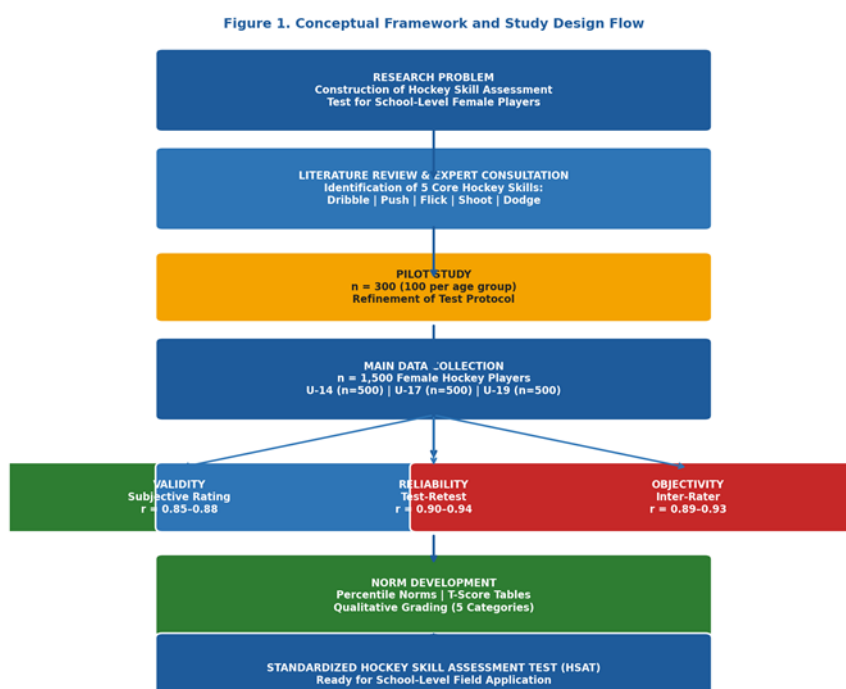 Figure 1. Conceptual Framework and Study Design Flow
RESEARCH PROBLEM
Construction of Hockey Skill Assessment
Test for School-Level Female Players
LITERATURE REVIEW & EXPERT CONSULTATION
Identification of 5 Core Hockey Skills:
Dribble | Push | Flick | Shoot | Dodge
PILOT STUDY
n = 300 (100 per age group)
Refinement of Test Protocol
MAIN DATA COLLECTION
n = 1,500 Female Hockey Players
U-14 (n=500) | U-17 (n=500) | U-19 (n=500)
VALIDITY
Subjective Rating
r = 0.85–0.88
RELIABILITY
Test-Retest
r = 0.90–0.94
OBJECTIVITY
Inter-Rater
r = 0.89–0.93
NORM DEVELOPMENT
Percentile Norms | T-Score Tables
Qualitative Grading (5 Categories)
STANDARDIZED HOCKEY SKILL ASSESSMENT TEST (HSAT)
Ready for School-Level Field Application